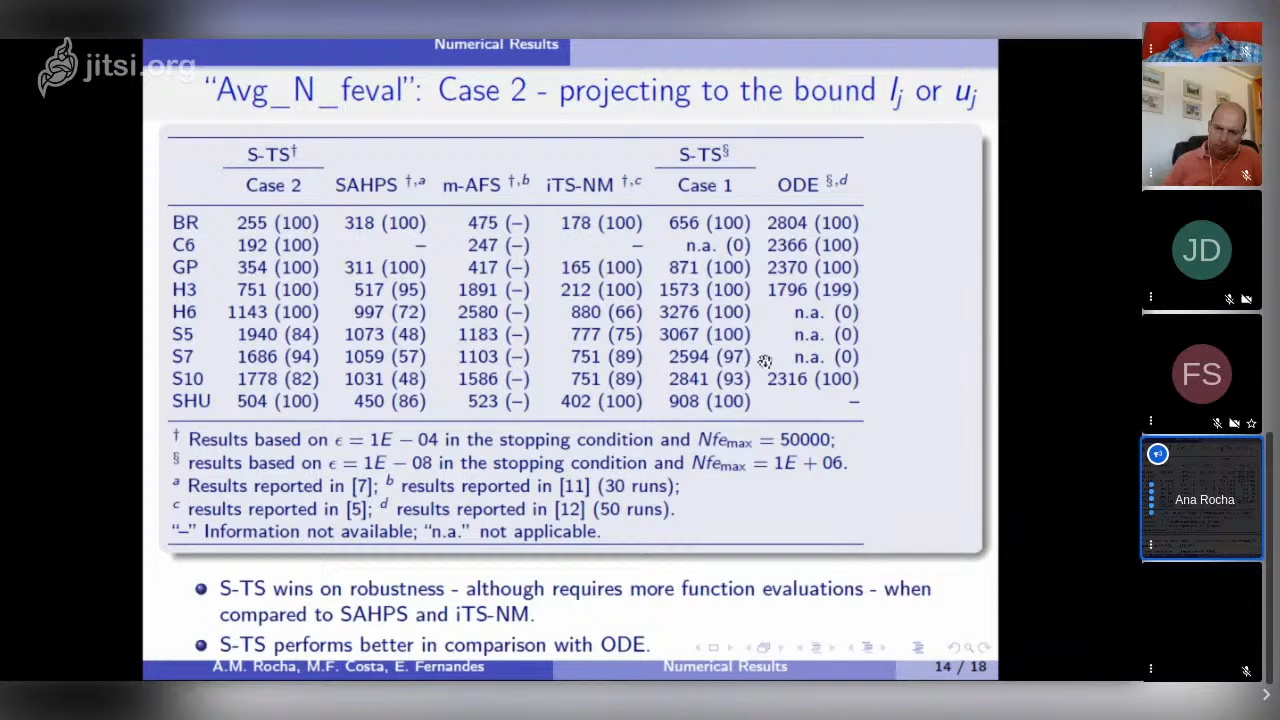 Numerical Results
jitsi.org
“Avg_N_feval”: Case 2 - projecting to the bound lj or uj
S-TS† S-TS§
Case 2 SAHPS †,a m-AFS †,b iTS-NM †,c Case 1 ODE §,d
BR 255 (100) 318 (100) 475 (–) 178 (100) 656 (100) 2804 (100)
C6 192 (100) – 247 (–) – n.a. (0) 2366 (100)
GP 354 (100) 311 (100) 417 (–) 165 (100) 871 (100) 2370 (100)
H3 751 (100) 517 (95) 1891 (–) 212 (100) 1573 (100) 1796 (199)
H6 1143 (100) 997 (72) 2580 (–) 880 (66) 3276 (100) n.a. (0)
S5 1940 (84) 1073 (48) 1183 (–) 777 (75) 3067 (100) n.a. (0)
S7 1686 (94) 1059 (57) 1103 (–) 751 (89) 2594 (97) n.a. (0)
S10 1778 (82) 1031 (48) 1586 (–) 751 (89) 2841 (93) 2316 (100)
SHU 504 (100) 450 (86) 523 (–) 402 (100) 908 (100) –
† Results based on ϵ = 1E − 04 in the stopping condition and Nfemax = 50000;
§ results based on ϵ = 1E − 08 in the stopping condition and Nfemax = 1E + 06.
a Results reported in [7]; b results reported in [11] (30 runs);
c results reported in [5]; d results reported in [12] (50 runs).
“–” Information not available; “n.a.” not applicable.
S-TS wins on robustness - although requires more function evaluations - when
compared to SAHPS and iTS-NM.
S-TS performs better in comparison with ODE.
A.M. Rocha, M.F. Costa, E. Fernandes Numerical Results 14 / 18
JD
FS
Ana Rocha